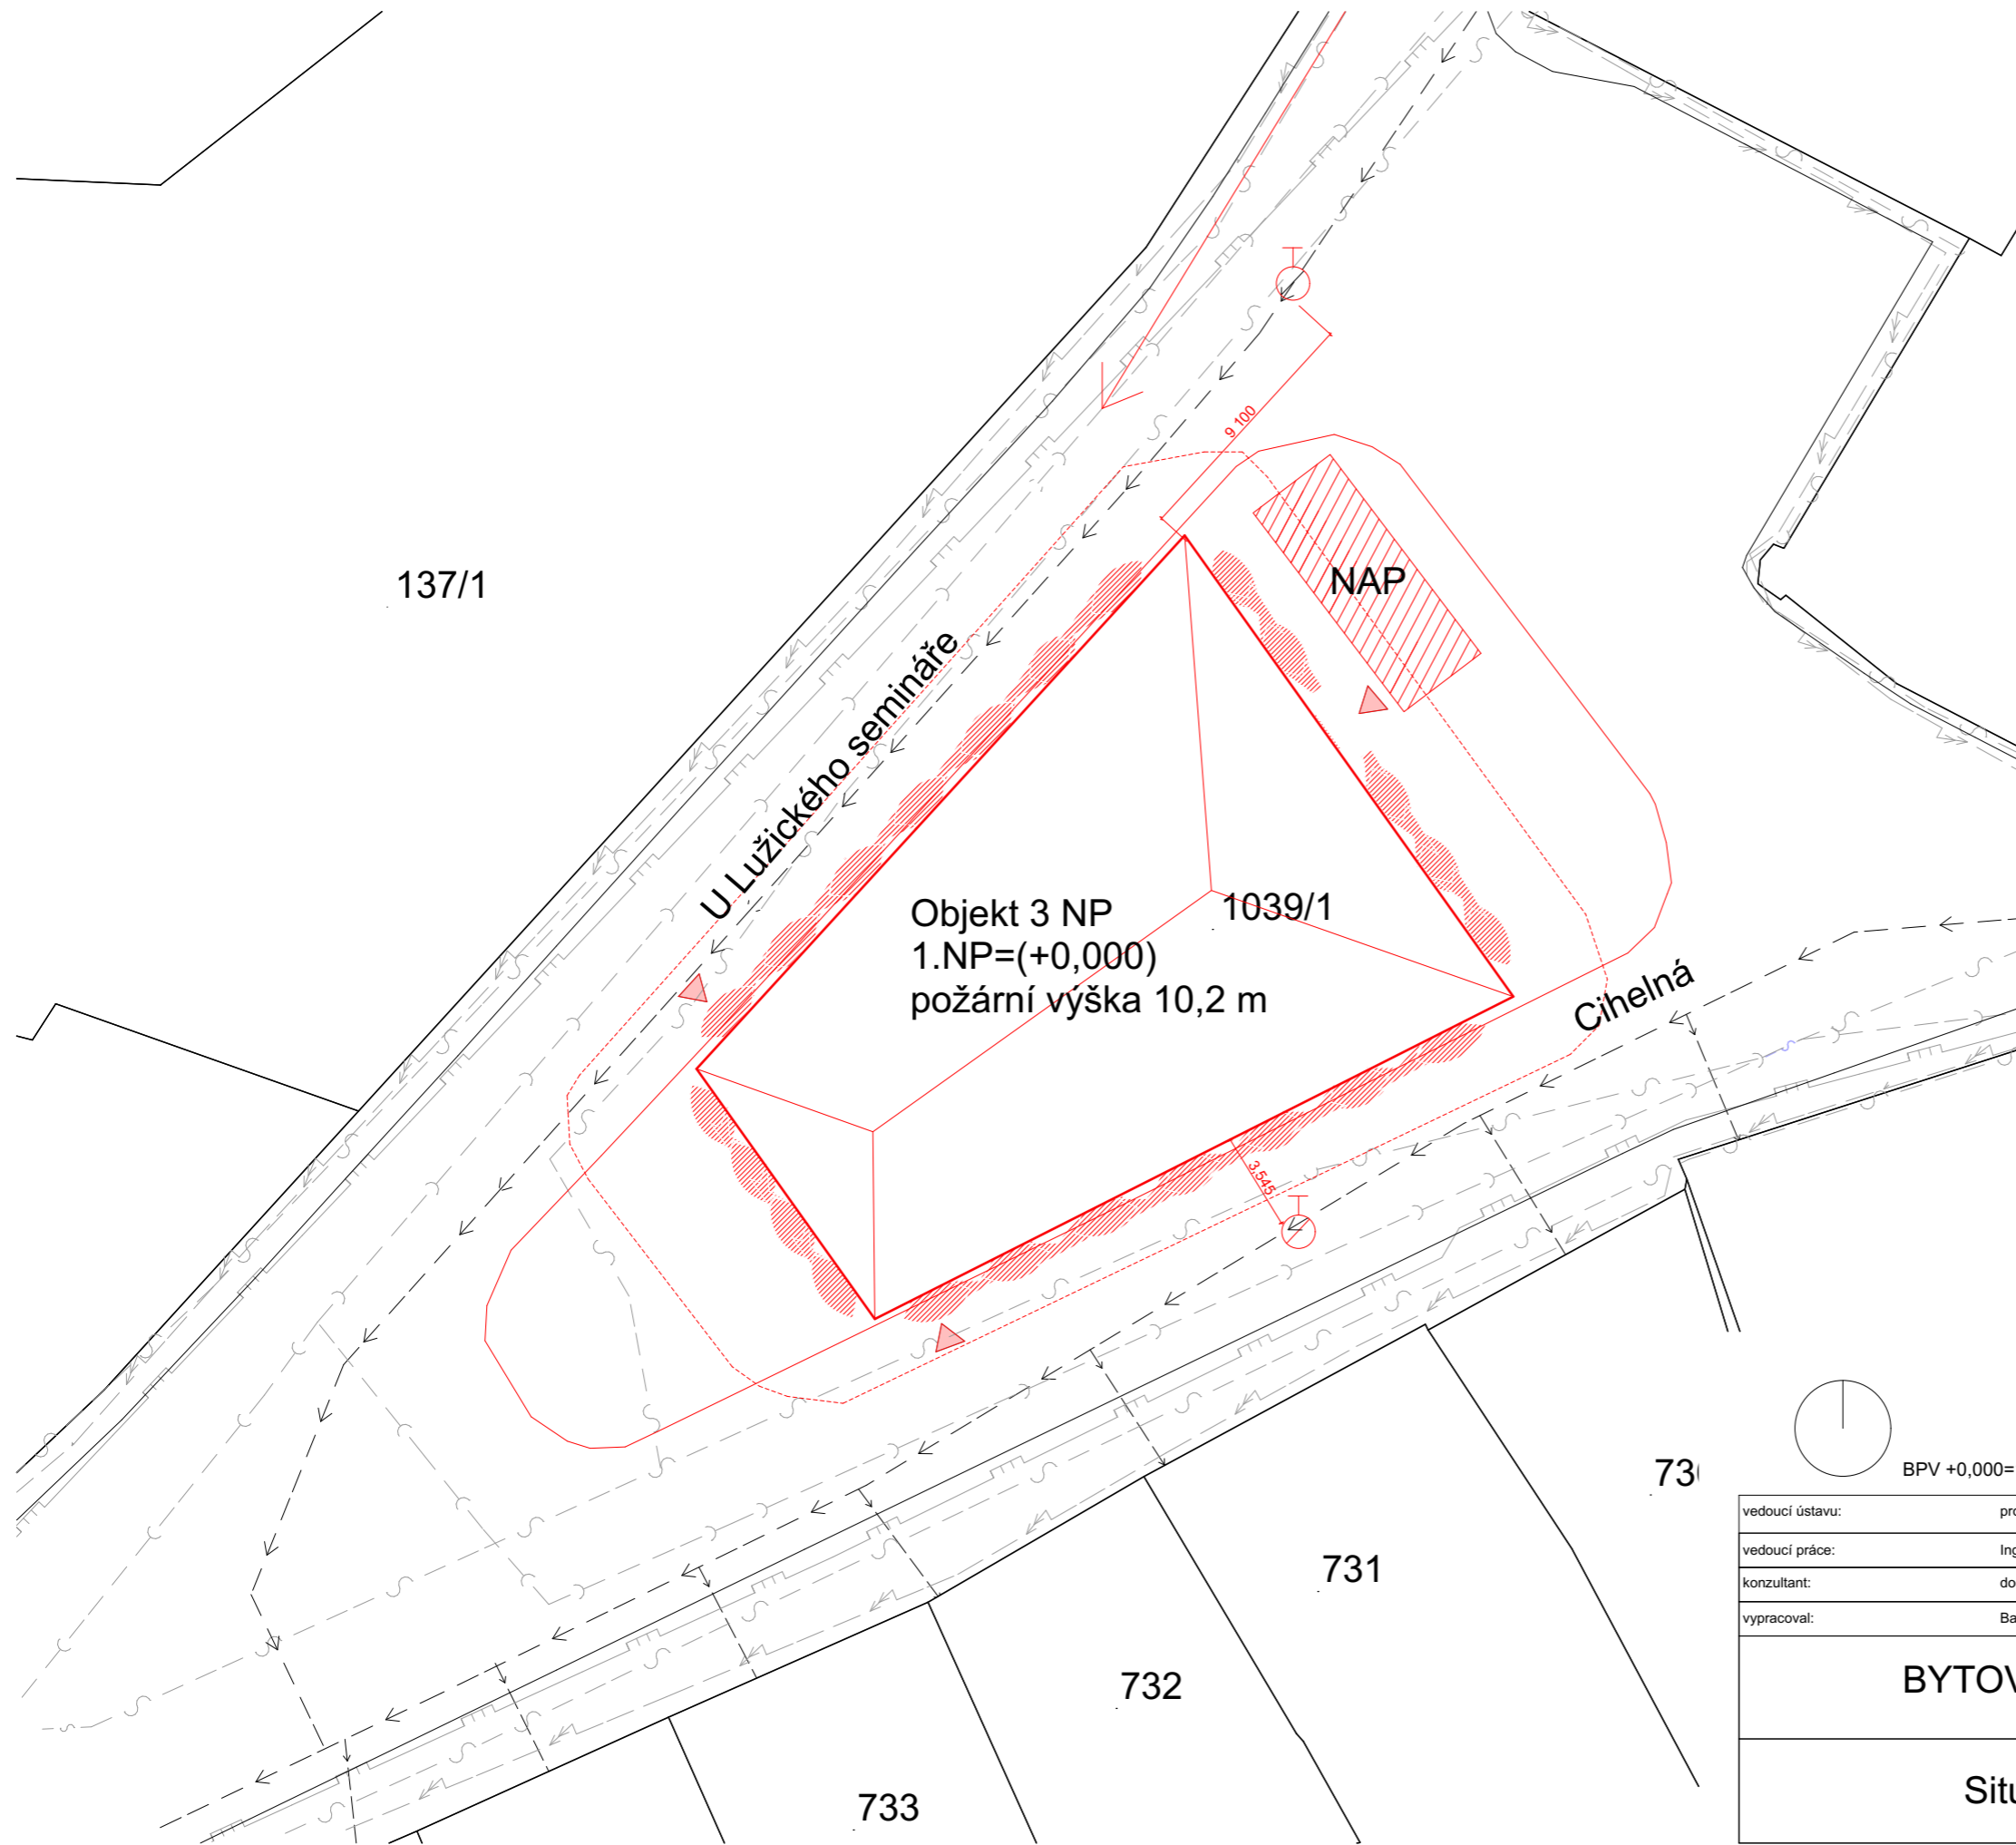 9 100
137/1
NAP
U Lužického semináře
Objekt 3 NP
1.NP=(+0,000)
požární výška 10,2 m
1039/1
Cihelná
3,545
BPV +0,000=
vedoucí ústavu:
vedoucí práce:
konzultant:
vypracoval:
731
732
733